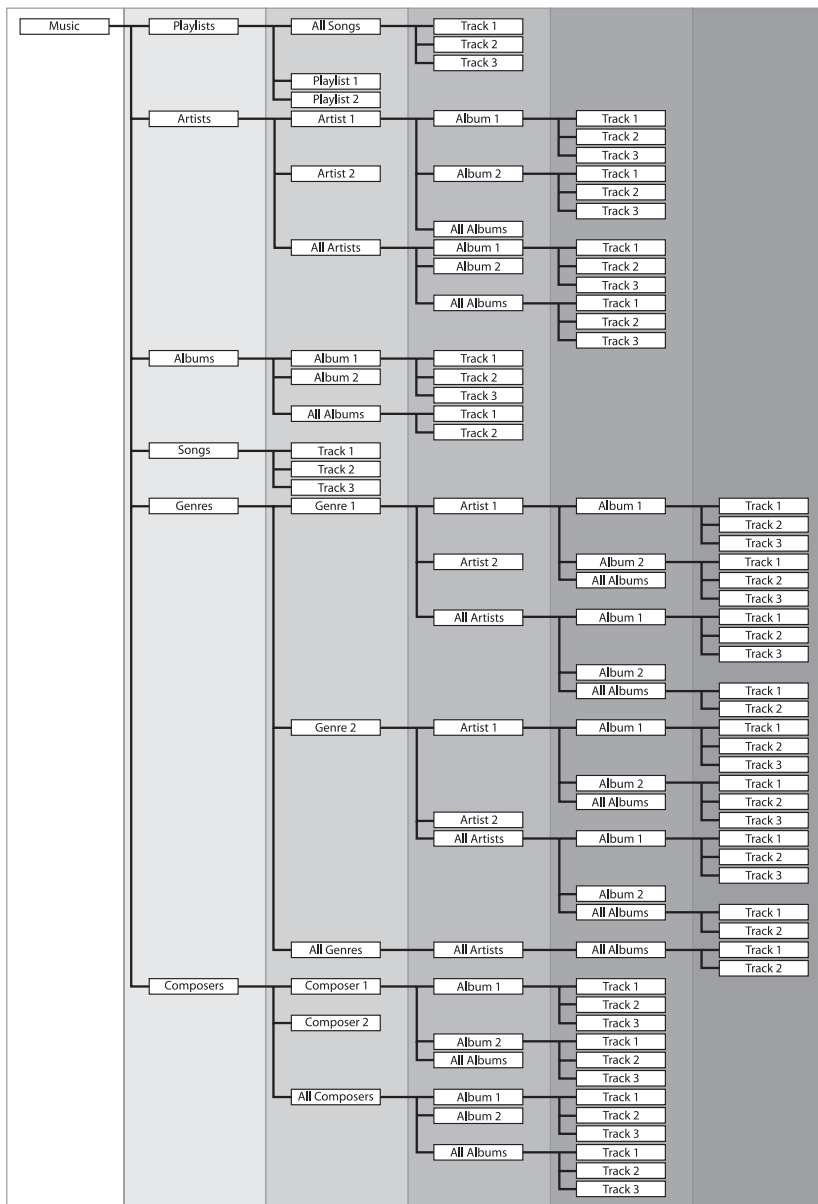 Music Playlists All Songs Track 1
Track 2
Track 3
Playlist 1
Playlist 2
Artists Artist 1 Album 1 Track 1
Track 2
Track 3
Artist 2 Album 2 Track 1
Track 2
Track 3
All Albums
All Artists Album 1 Track 1
Album 2 Track 2
Track 3
All Albums Track 1
Track 2
Track 3
Albums Album 1 Track 1
Album 2 Track 2
Track 3
All Albums Track 1
Track 2
Songs Track 1
Track 2
Track 3
Genres Genre 1 Artist 1 Album 1 Track 1
Track 2
Track 3
Artist 2 Album 2 Track 1
All Albums Track 2
Track 3
All Artists Album 1 Track 1
Track 2
Track 3
Album 2
All Albums Track 1
Track 2
Genre 2 Artist 1 Album 1 Track 1
Track 2
Track 3
Album 2 Track 1
All Albums Track 2
Artist 2 Track 3
All Artists Album 1 Track 1
Track 2
Track 3
Album 2
All Albums Track 1
Track 2
All Genres All Artists All Albums Track 1
Track 2
Composers Composer 1 Album 1 Track 1
Track 2
Composer 2 Track 3
Album 2 Track 1
All Albums Track 2
Track 3
All Composers Album 1 Track 1
Album 2 Track 2
Track 3
All Albums Track 1
Track 2
Track 3